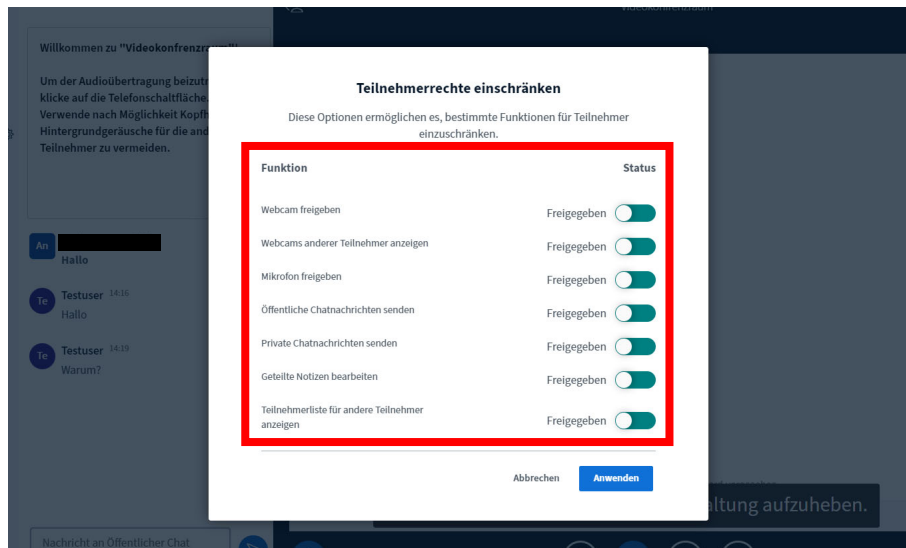 Videokonferenzraum
Willkommen zu "Videokonfrenzraum"!
Um der Audioübertragung beizutr
klicke auf die Telefonschaltfläche.
Verwende nach Möglichkeit Kopfh
Hintergrundgeräusche für die and
Teilnehmer zu vermeiden.
An
Hallo
Te Testuser 14:16
Hallo
Te Testuser 14:19
Warum?
Nachricht an Öffentlicher Chat
Teilnehmerrechte einschränken
Diese Optionen ermöglichen es, bestimmte Funktionen für Teilnehmer
einzuschränken.
Funktion Status
Webcam freigeben Freigegeben
Webcams anderer Teilnehmer anzeigen Freigegeben
Mikrofon freigeben Freigegeben
Öffentliche Chatnachrichten senden Freigegeben
Private Chatnachrichten senden Freigegeben
Geteilte Notizen bearbeiten Freigegeben
Teilnehmerliste für andere Teilnehmer
anzeigen Freigegeben
Abbrechen Anwenden
altung aufzuheben.